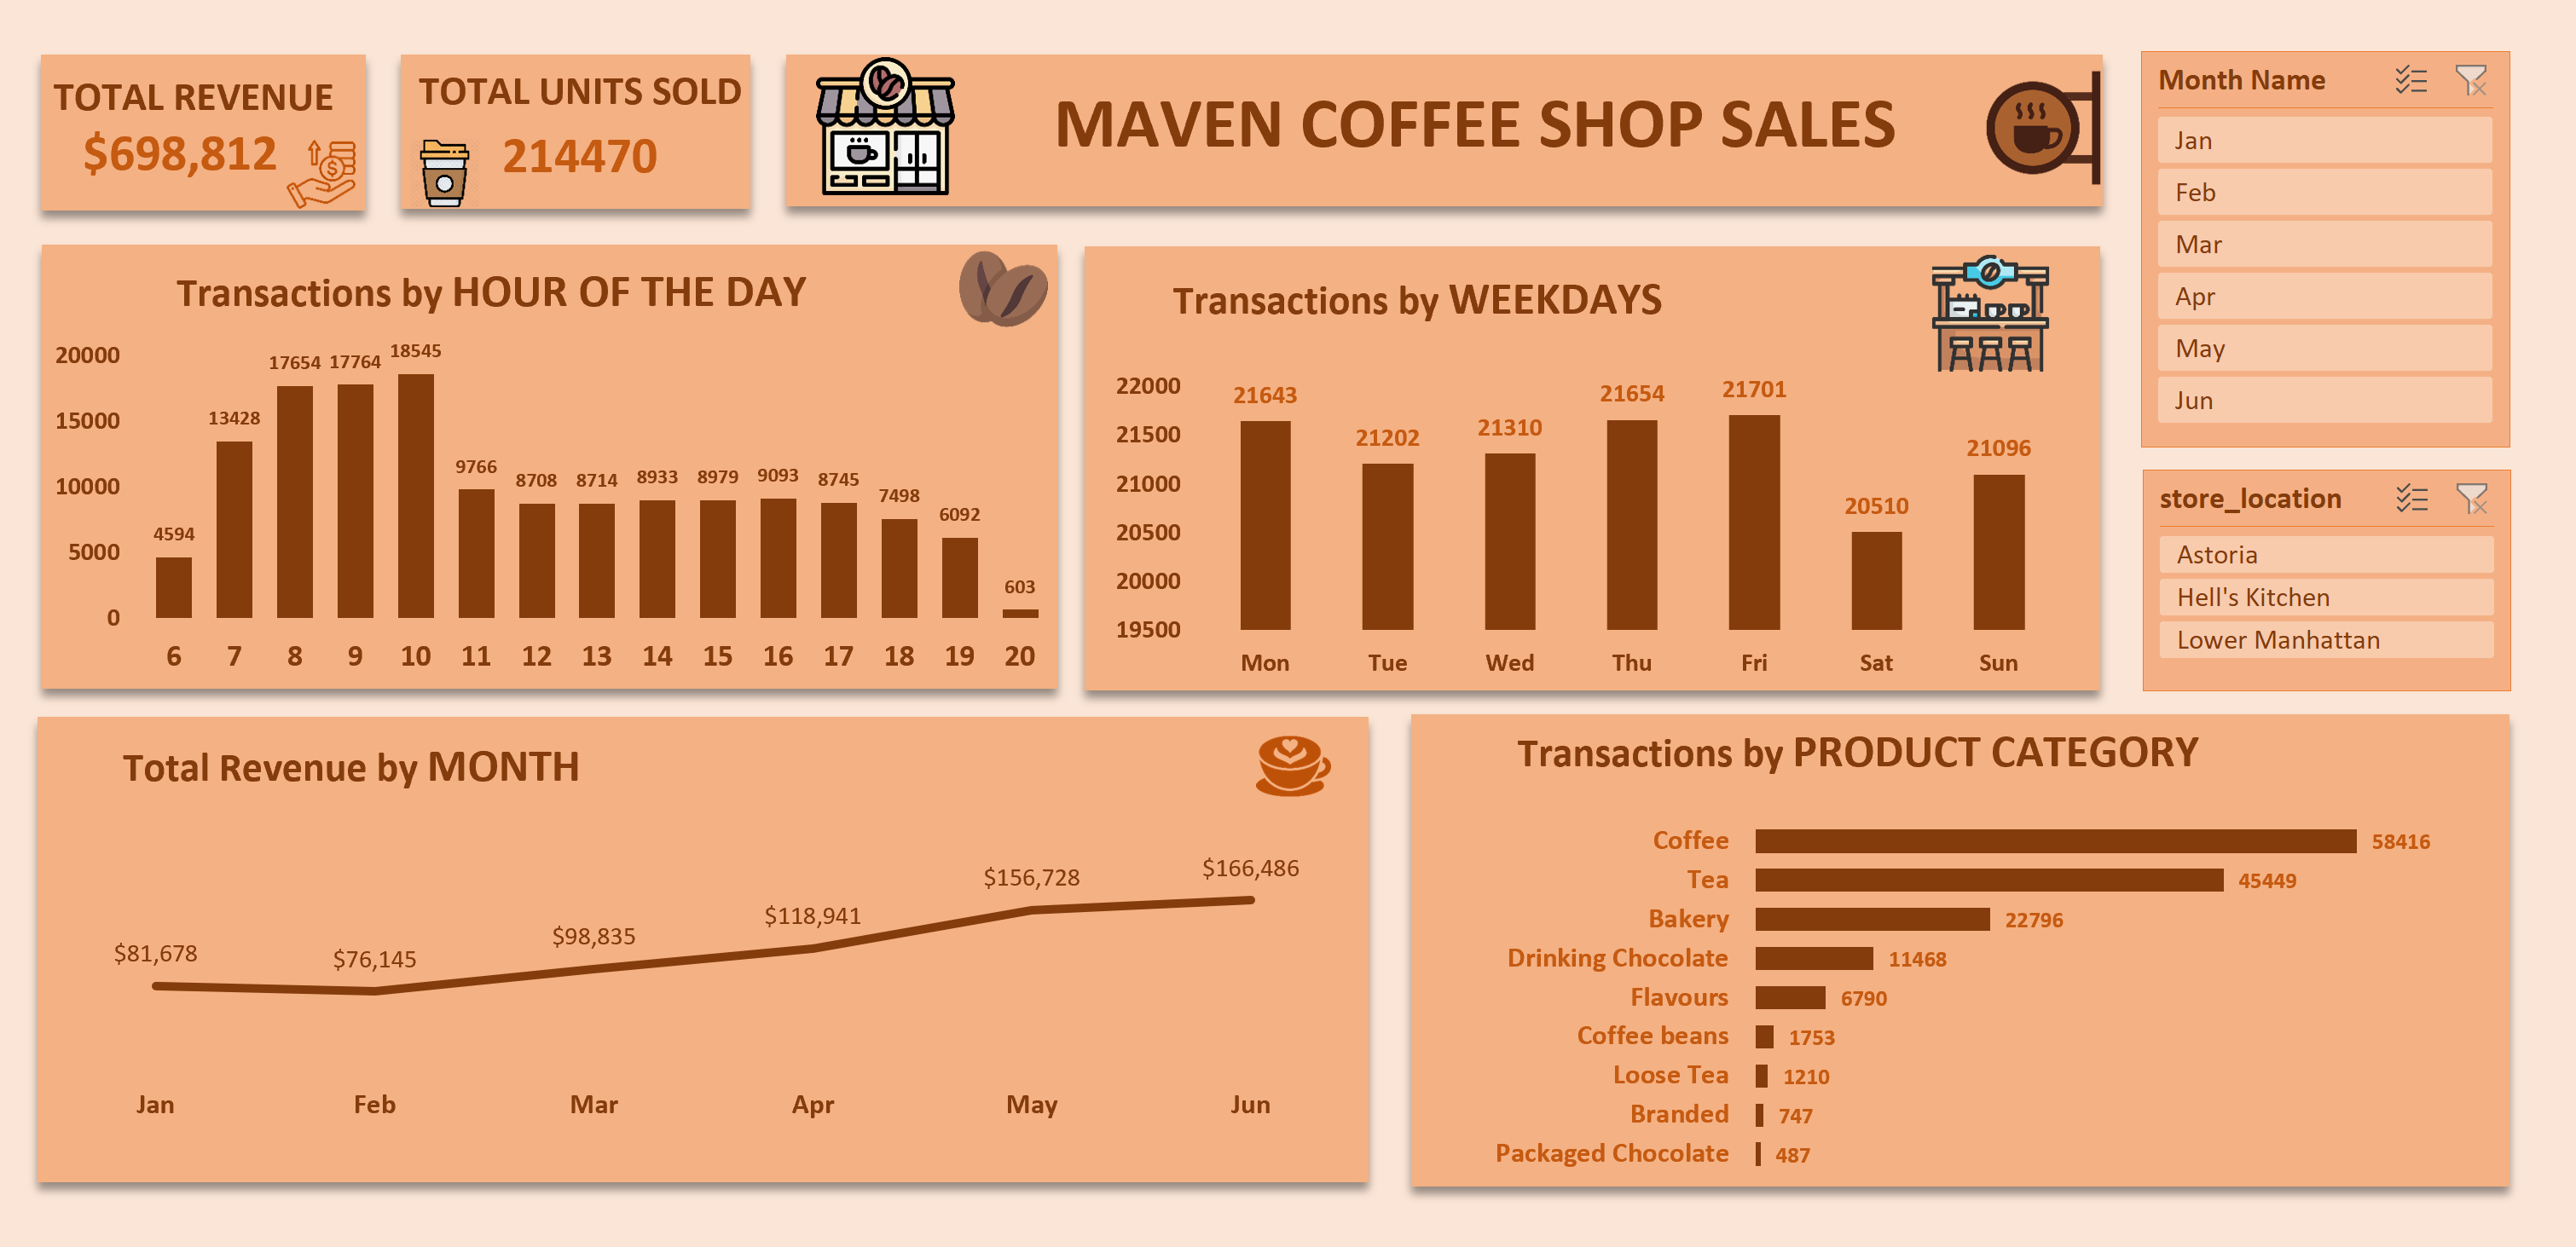 TOTAL REVENUE
$698,812
TOTAL UNITS SOLD
214470
MAVEN COFFEE SHOP SALES
Month Name
Jan
Feb
Mar
Apr
May
Jun
store_location
Astoria
Hell's Kitchen
Lower Manhattan
Transactions by HOUR OF THE DAY
20000
15000
10000
5000
0
4594 13428 17654 17764 18545 9766 8708 8714 8933 8979 9093 8745 7498 6092 603
6 7 8 9 10 11 12 13 14 15 16 17 18 19 20
Transactions by WEEKDAYS
22000
21500
21000
20500
20000
19500
21643 21202 21310 21654 21701 20510 21096
Mon Tue Wed Thu Fri Sat Sun
Total Revenue by MONTH
$81,678 $76,145 $98,835 $118,941 $156,728 $166,486
Jan Feb Mar Apr May Jun
Transactions by PRODUCT CATEGORY
Coffee 58416
Tea 45449
Bakery 22796
Drinking Chocolate 11468
Flavours 6790
Coffee beans 1753
Loose Tea 1210
Branded 747
Packaged Chocolate 487